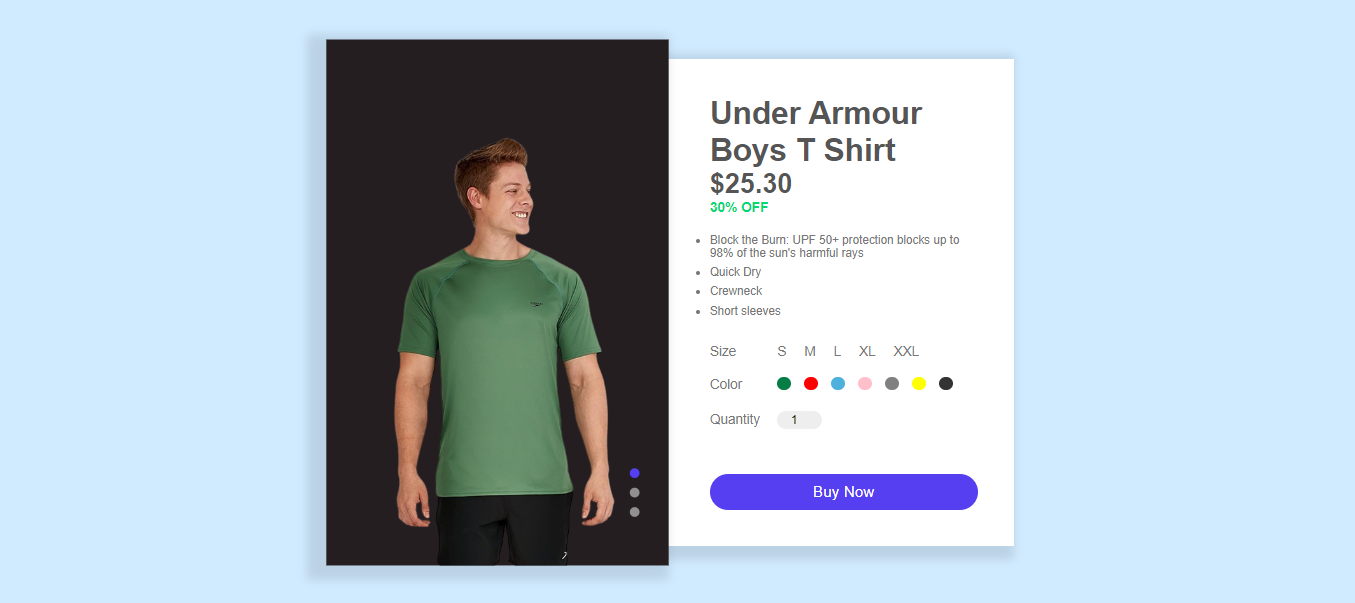 Under Armour
Boys T Shirt
$25.30
30% OFF
Block the Burn: UPF 50+ protection blocks up to
98% of the sun's harmful rays
Quick Dry
Crewneck
Short sleeves
Size S M L XL XXL
Color
Quantity 1
Buy Now